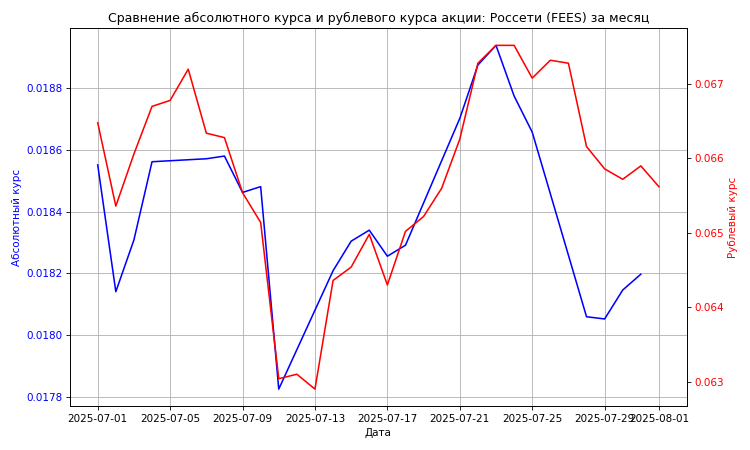 Сравнение абсолютного курса и рублевого курса акции: Россети (FEES) за месяц
Абсолютный курс
0.0188
0.0186
0.0184
0.0182
0.0180
0.0178
0.067
0.066
0.065
0.064
0.063
Рублевый курс
2025-07-01 2025-07-05 2025-07-09 2025-07-13 2025-07-17 2025-07-21 2025-07-25 2025-07-29 2025-08-01
Дата